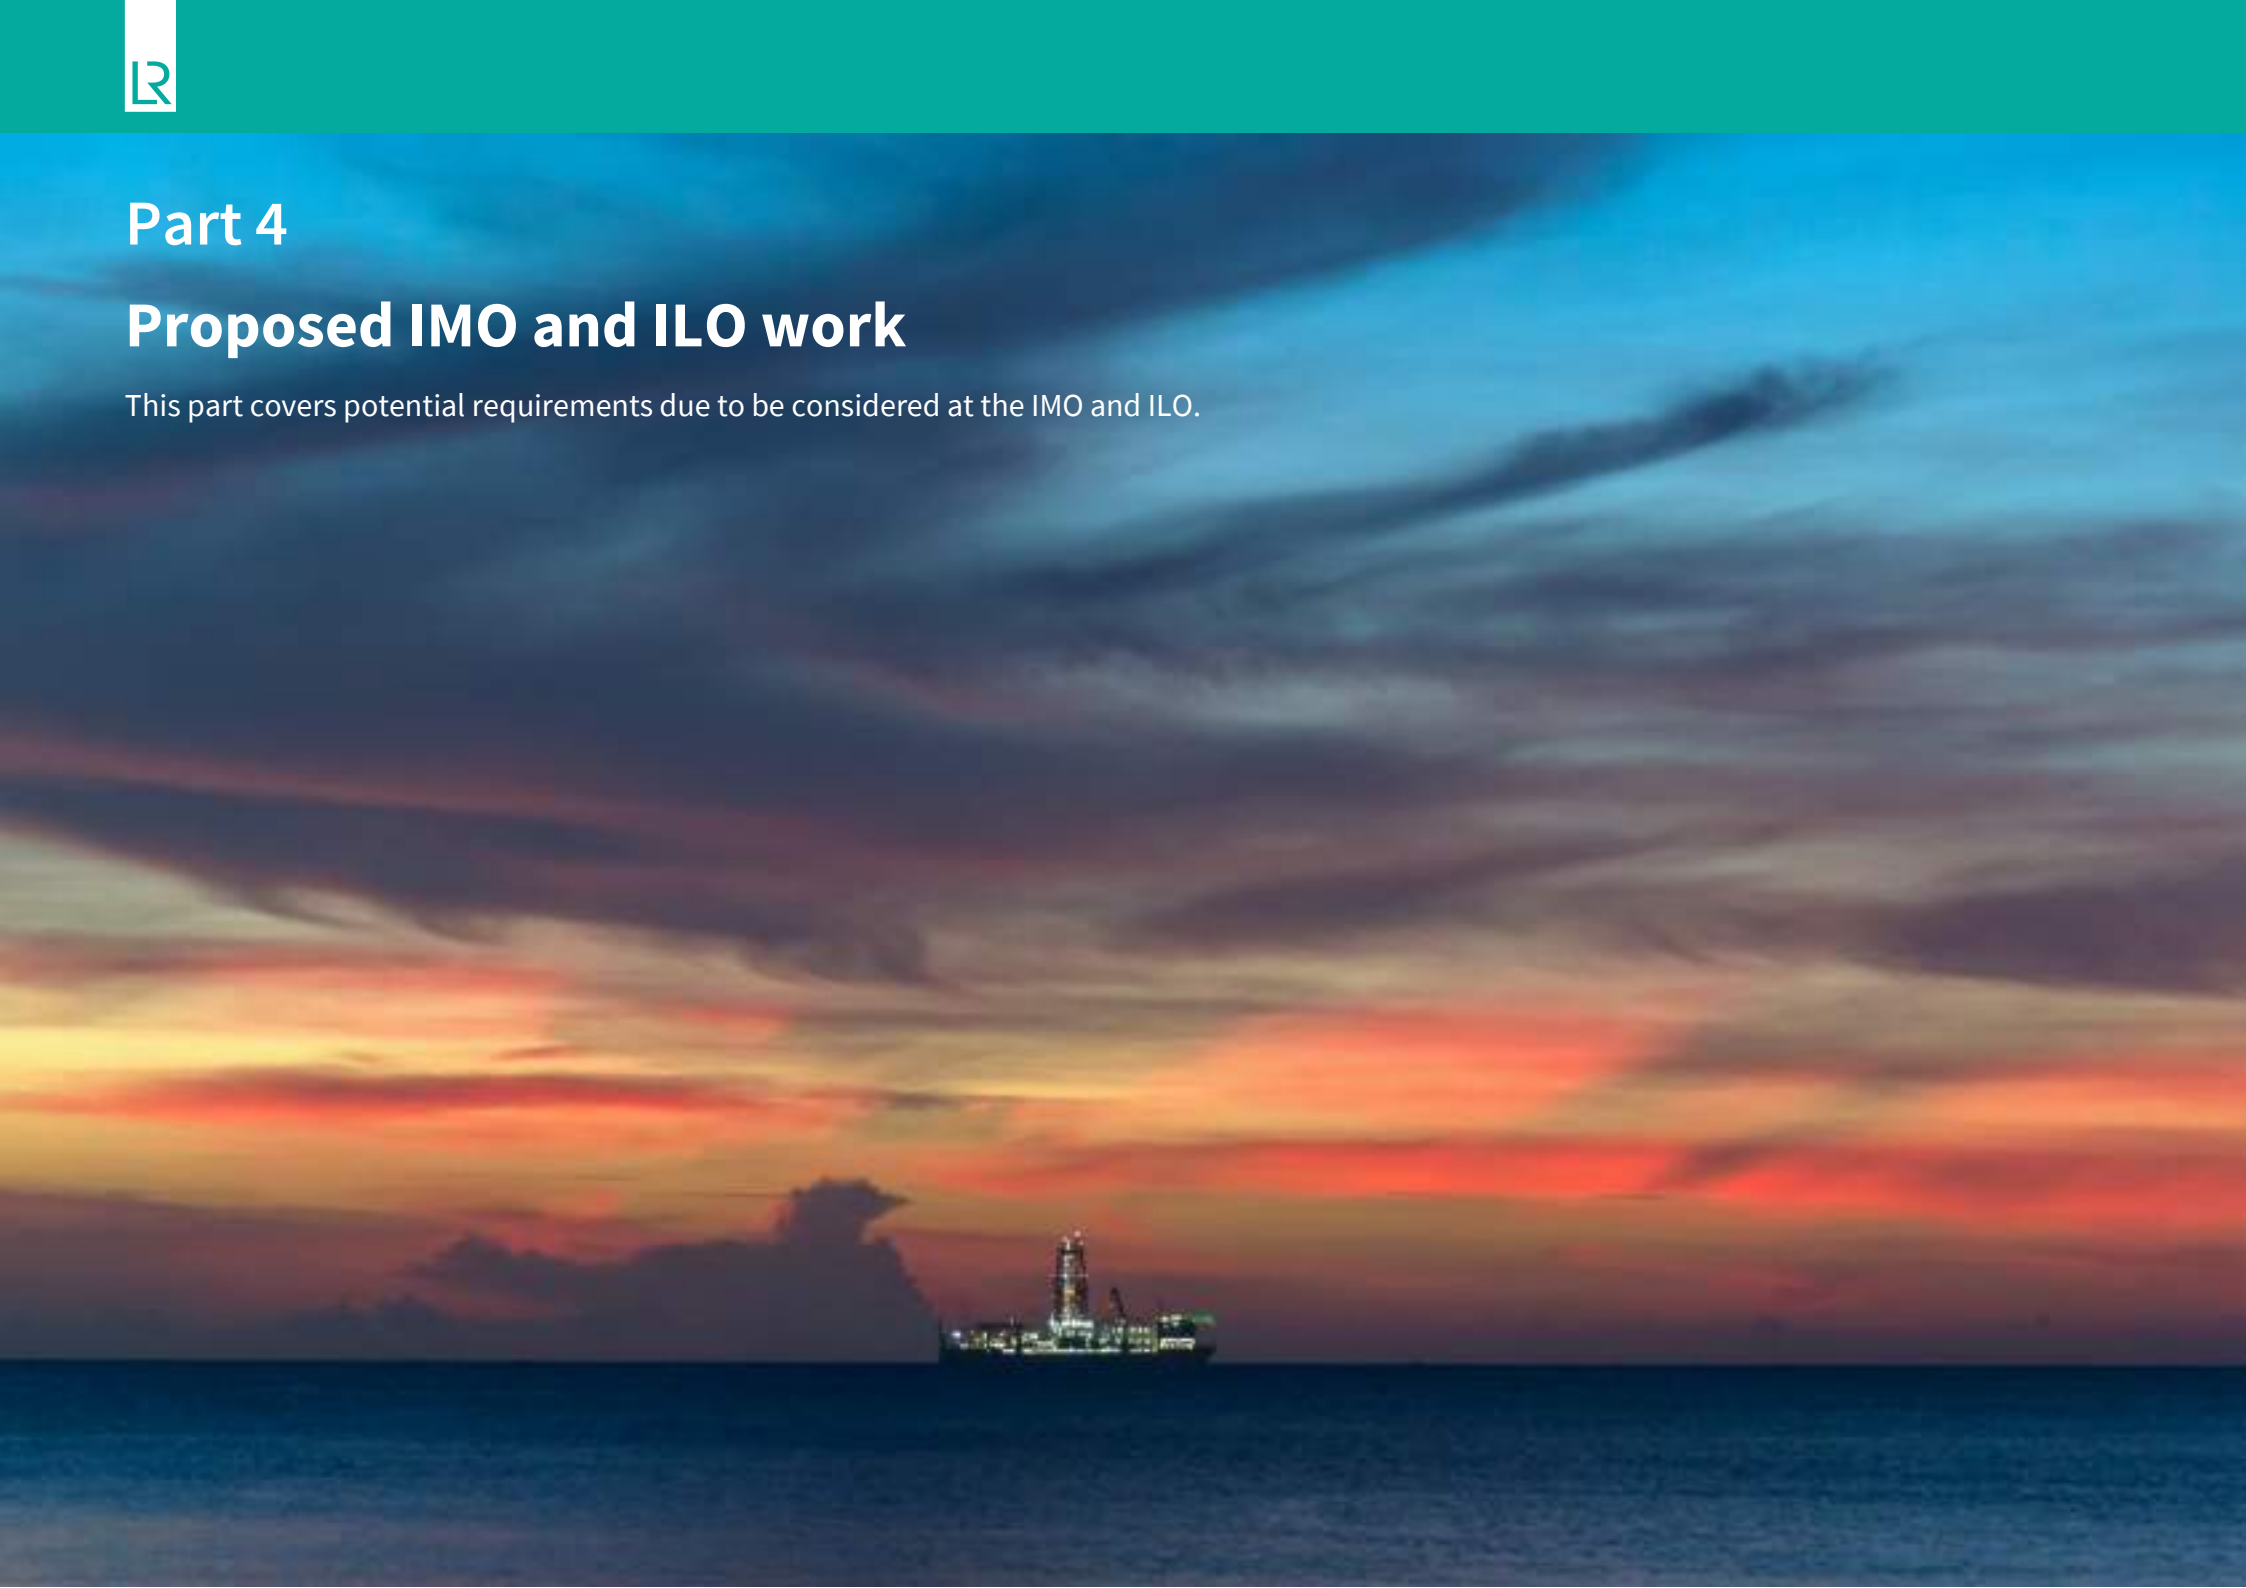 LR
Part 4
Proposed IMO and ILO work
This part covers potential requirements due to be considered at the IMO and ILO.